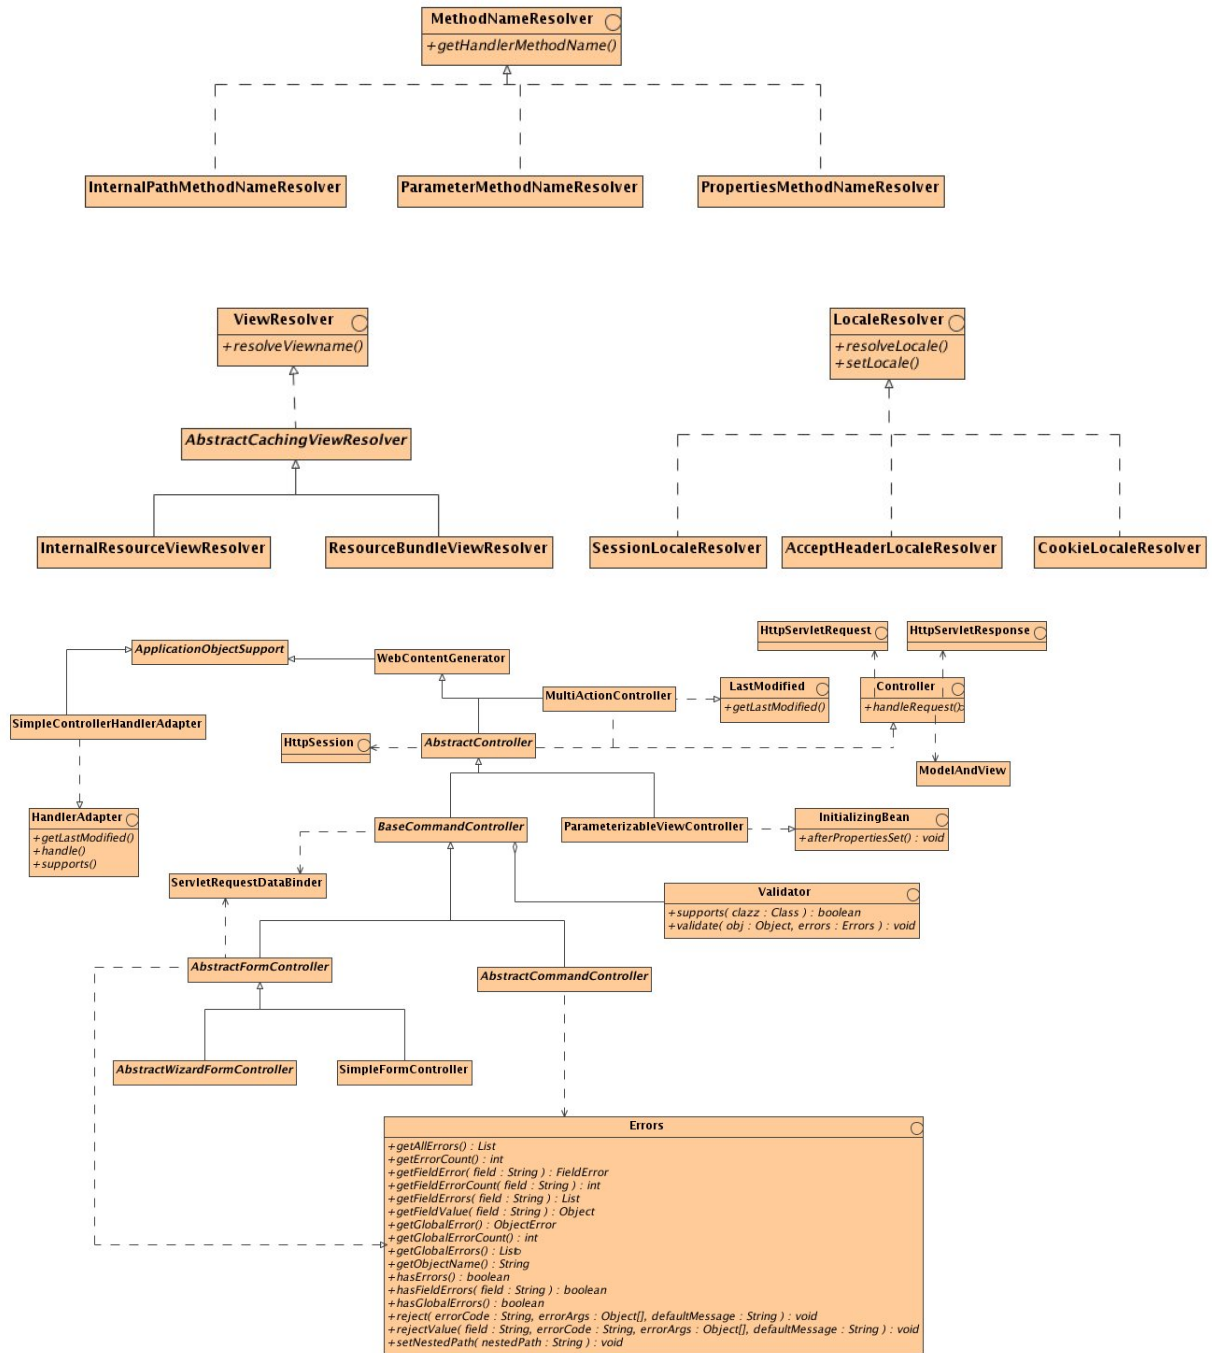 MethodNameResolver
+getHandlerMethodName()
InternalPathMethodNameResolver
ParameterMethodNameResolver
PropertiesMethodNameResolver
ViewResolver
+resolveViewname()
LocaleResolver
+resolveLocale()
+setLocale()
AbstractCachingViewResolver
InternalResourceViewResolver
ResourceBundleViewResolver
SessionLocaleResolver
AcceptHeaderLocaleResolver
CookieLocaleResolver
HttpServletRequest
HttpServletResponse
ApplicationObjectSupport
WebContentGenerator
MultiActionController
LastModified
+getLastModified()
Controller
+handleRequest()
SimpleControllerHandlerAdapter
HttpSession
AbstractController
ModelAndView
HandlerAdapter
+getLastModified()
+handle()
+supports()
BaseCommandController
ParameterizableViewController
InitializingBean
+afterPropertiesSet() : void
ServletRequestDataBinder
Validator
+supports( clazz : Class ) : boolean
+validate( obj : Object, errors : Errors ) : void
AbstractFormController
AbstractCommandController
AbstractWizardFormController
SimpleFormController
Errors
+getAllErrors() : List
+getErrorCount() : int
+getFieldError( field : String ) : FieldError
+getFieldErrorCount( field : String ) : int
+getFieldErrors( field : String ) : List
+getFieldValue( field : String ) : Object
+getGlobalError() : ObjectError
+getGlobalErrorCount() : int
+getGlobalErrors() : List
+getObjectName() : String
+hasErrors() : boolean
+hasFieldErrors( field : String ) : boolean
+hasGlobalErrors() : boolean
+reject( errorCode : String, errorArgs : Object[], defaultMessage : String ) : void
+rejectValue( field : String, errorCode : String, errorArgs : Object[], defaultMessage : String ) : void
+setNestedPath( nestedPath : String ) : void